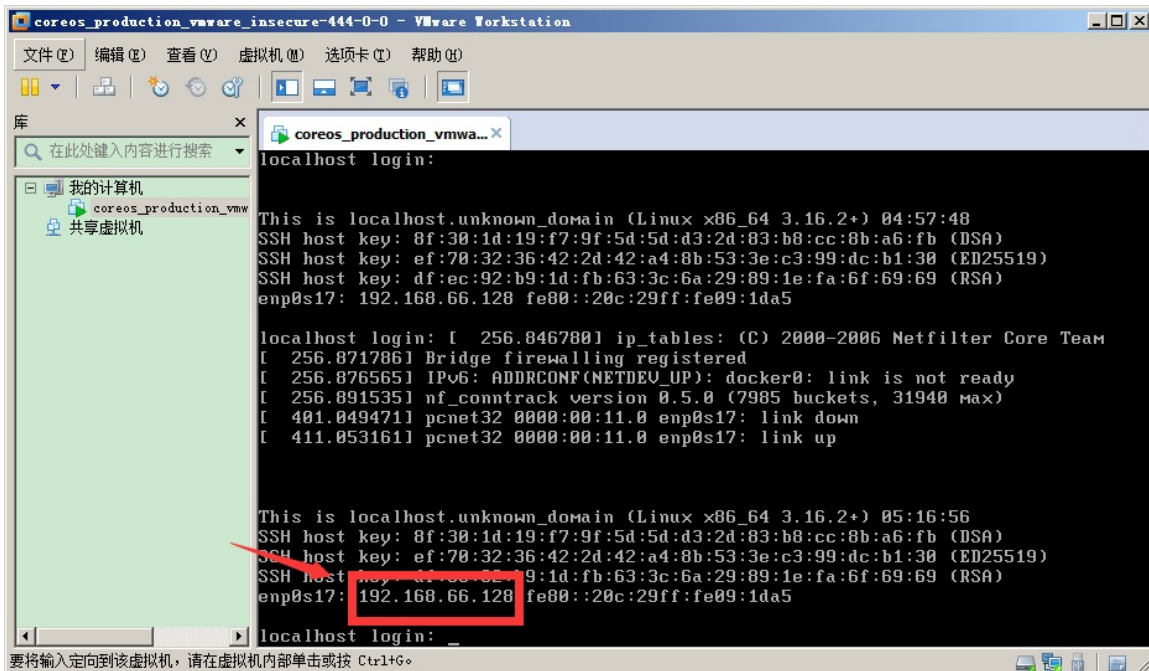 coreos_production_vmware_insecure-444-0-0 - VMware Workstation
文件(F) 编辑(E) 查看(V) 虚拟机(M) 选项卡(T) 帮助(H)
库
在此处键入内容进行搜索
我的计算机
coreos_production_vmw
共享虚拟机
coreos_production_vmwa...
localhost login:
This is localhost.unknown_domain (Linux x86_64 3.16.2+) 04:57:48
SSH host key: 8f:30:1d:19:f7:9f:5d:5d:d3:2d:83:b8:cc:8b:a6:fb (DSA)
SSH host key: ef:70:32:36:42:2d:42:a4:8b:53:3e:c3:99:dc:b1:30 (ED25519)
SSH host key: df:ec:92:b9:1d:fb:63:3c:6a:29:89:1e:fa:6f:69:69 (RSA)
enp0s17: 192.168.66.128 fe80::20c:29ff:fe09:1da5
localhost login: [  256.846780] ip_tables: (C) 2000-2006 Netfilter Core Team
[  256.871786] Bridge firewalling registered
[  256.876565] IPv6: ADDRCONF(NETDEV_UP): docker0: link is not ready
[  256.891535] nf_conntrack version 0.5.0 (7985 buckets, 31940 max)
[  401.049471] pcnet32 0000:00:11.0 enp0s17: link down
[  411.053161] pcnet32 0000:00:11.0 enp0s17: link up
This is localhost.unknown_domain (Linux x86_64 3.16.2+) 05:16:56
SSH host key: 8f:30:1d:19:f7:9f:5d:5d:d3:2d:83:b8:cc:8b:a6:fb (DSA)
SSH host key: ef:70:32:36:42:2d:42:a4:8b:53:3e:c3:99:dc:b1:30 (ED25519)
SSH host key: df:ec:92:b9:1d:fb:63:3c:6a:29:89:1e:fa:6f:69:69 (RSA)
enp0s17: 192.168.66.128 fe80::20c:29ff:fe09:1da5
localhost login: _
要将输入定向到该虚拟机，请在虚拟机内部单击或按 Ctrl+G。